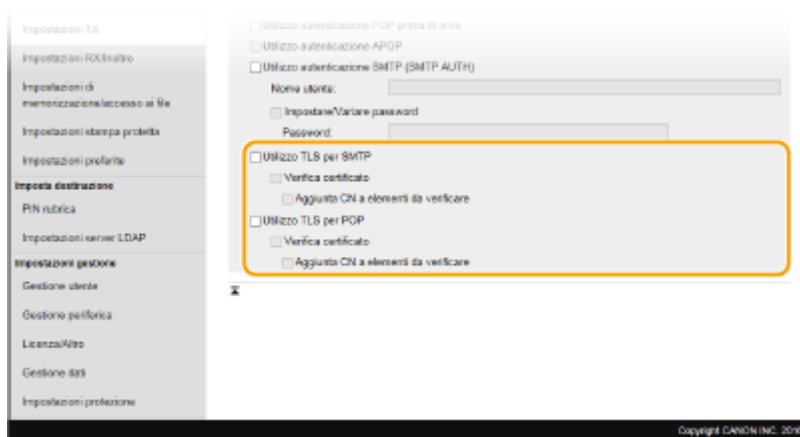 Impostazioni TX
Impostazioni RX/Inoltro
Impostazioni di
memorizzazione/accesso ai file
Impostazioni stampa protetta
Impostazioni preferite
Imposta destinazione
PIN rubrica
Impostazioni server LDAP
Impostazioni gestione
Gestione utente
Gestione periferica
Licenza/Altro
Gestione dati
Impostazioni protezione
Utilizzo autenticazione POP prima di invio
Utilizzo autenticazione APOP
Utilizzo autenticazione SMTP (SMTP AUTH)
Nome utente:
Impostare/Variare password
Password:
Utilizzo TLS per SMTP
Verifica certificato
Aggiunta CN a elementi da verificare
Utilizzo TLS per POP
Verifica certificato
Aggiunta CN a elementi da verificare
Copyright CANON INC. 2016